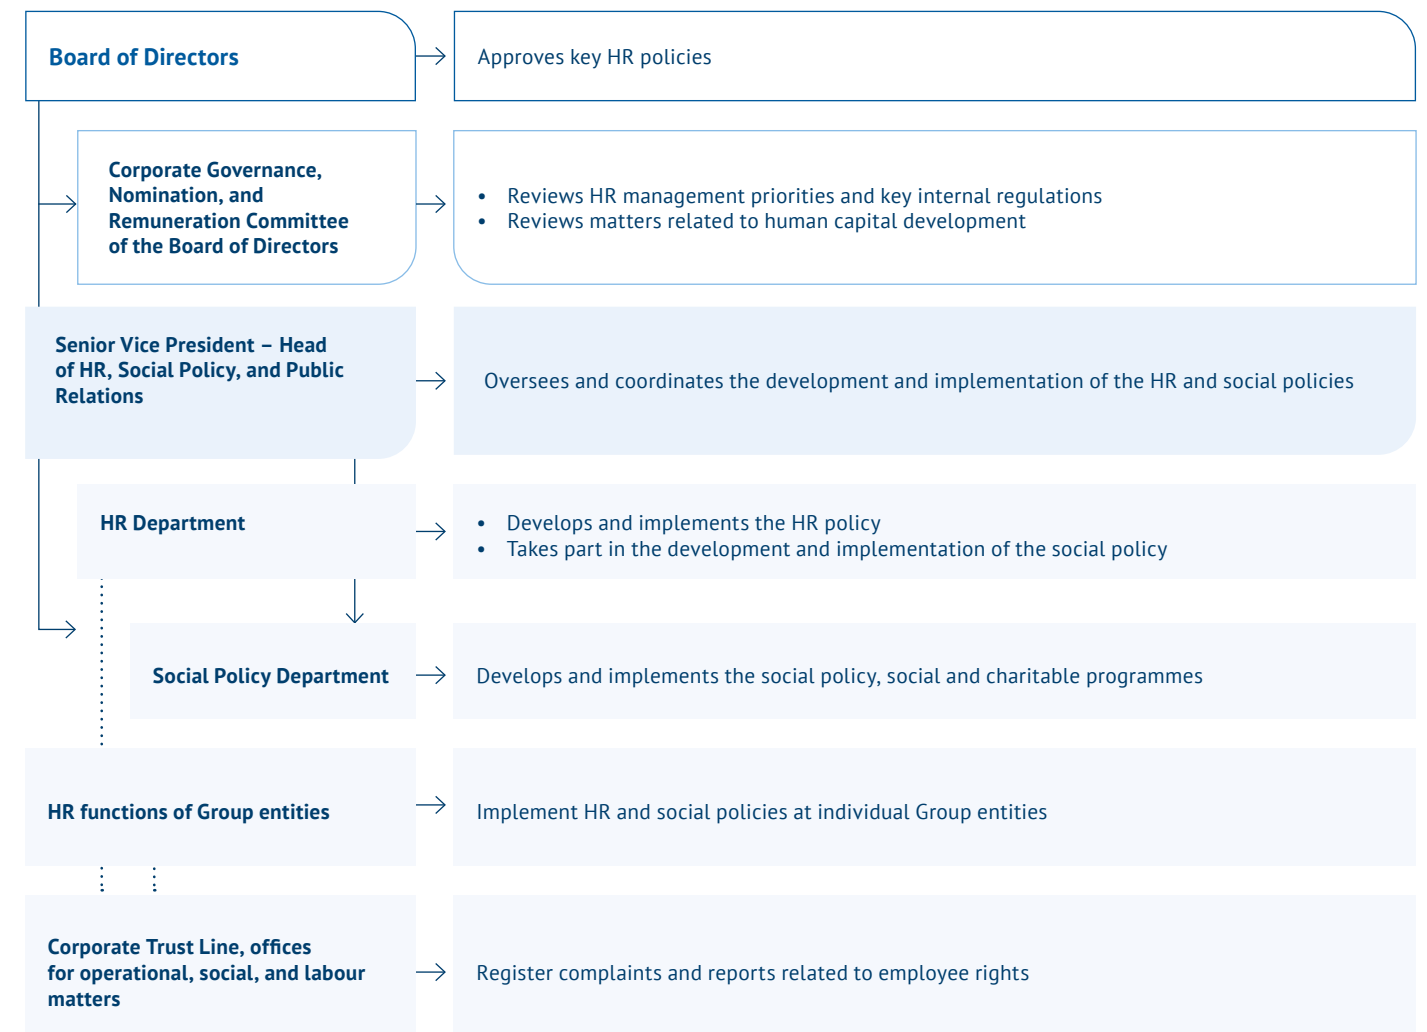 Board of Directors
Approves key HR policies
Corporate Governance,
Nomination, and
Remuneration Committee
of the Board of Directors
• Reviews HR management priorities and key internal regulations
• Reviews matters related to human capital development
Senior Vice President – Head
of HR, Social Policy, and Public
Relations
Oversees and coordinates the development and implementation of the HR and social policies
HR Department
• Develops and implements the HR policy
• Takes part in the development and implementation of the social policy
Social Policy Department
Develops and implements the social policy, social and charitable programmes
HR functions of Group entities
Implement HR and social policies at individual Group entities
Corporate Trust Line, offices
for operational, social, and labour
matters
Register complaints and reports related to employee rights